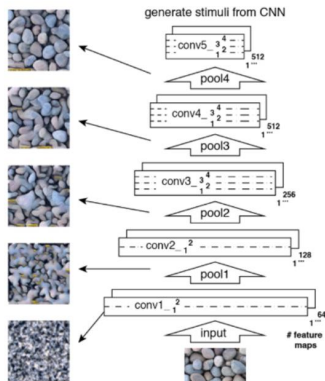 generate stimuli from CNN
conv5_ 1 2 3 4
512
1 ...
pool4
conv4_ 1 2 3 4
512
1 ...
pool3
conv3_ 1 2 3 4
256
1 ...
pool2
conv2_ 1 2
128
1 ...
pool1
conv1_ 1 2
64
1 ...
input
# feature
maps